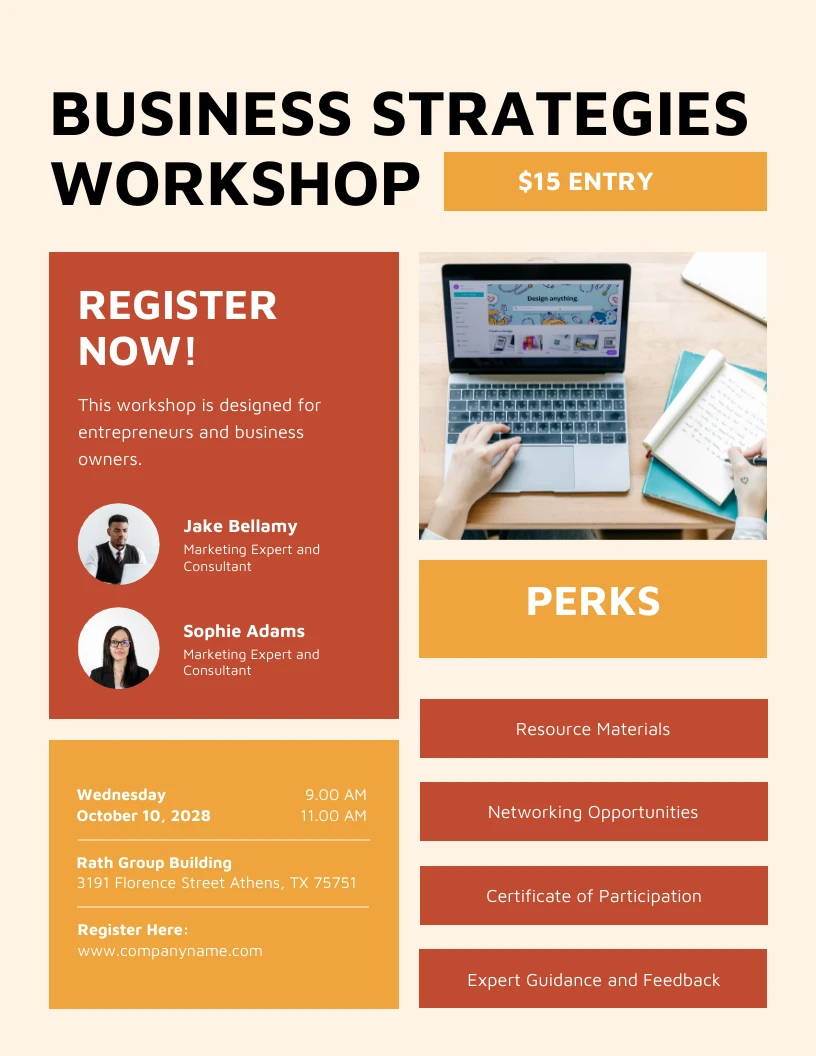 BUSINESS STRATEGIES
WORKSHOP
$15 ENTRY
REGISTER
NOW!
This workshop is designed for
entrepreneurs and business
owners.
Jake Bellamy
Marketing Expert and
Consultant
Sophie Adams
Marketing Expert and
Consultant
Wednesday 9.00 AM
October 10, 2028 11.00 AM
Rath Group Building
3191 Florence Street Athens, TX 75751
Register Here:
www.companyname.com
Design anything.
PERKS
Resource Materials
Networking Opportunities
Certificate of Participation
Expert Guidance and Feedback